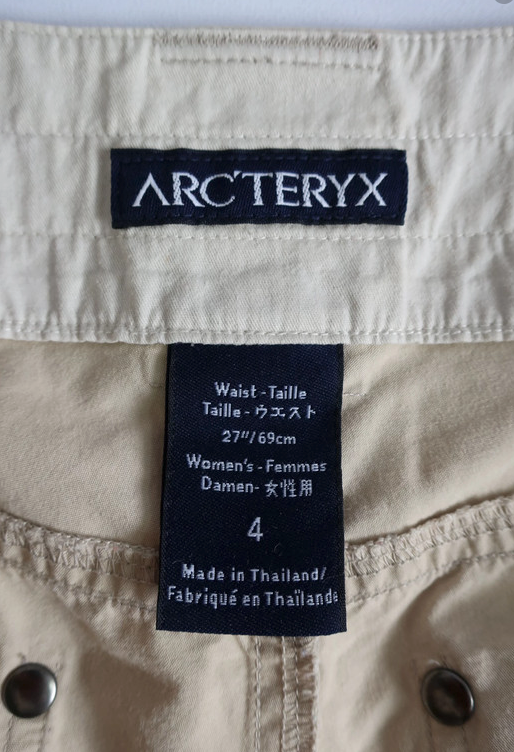 ARC'TERYX
Waist-Taille
Taille-ウエスト
27"/69cm
Women's-Femmes
Damen-女性用
4
Made in Thailand/
Fabriqué en Thaïlande